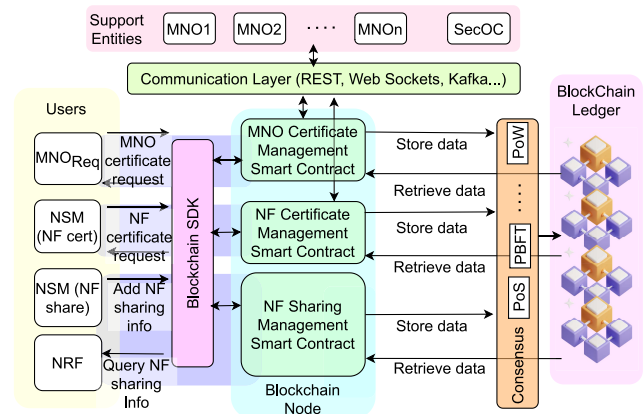 Support
Entities
MNO1
MNO2
....
MNOn
SecOC
Communication Layer (REST, Web Sockets, Kafka...)
Users
BlockChain
Ledger
MNOReq
MNO
certificate
request
MNO Certificate
Management
Smart Contract
Store data
Retrieve data
PoW
NSM
(NF cert)
NF
certificate
request
Blockchain SDK
NF Certificate
Management
Smart Contract
Store data
Retrieve data
....
PBFT
NSM (NF
share)
Add NF
sharing
info
NF Sharing
Management
Smart Contract
Store data
Retrieve data
PoS
NRF
Query NF
sharing
Info
Consensus
Blockchain
Node